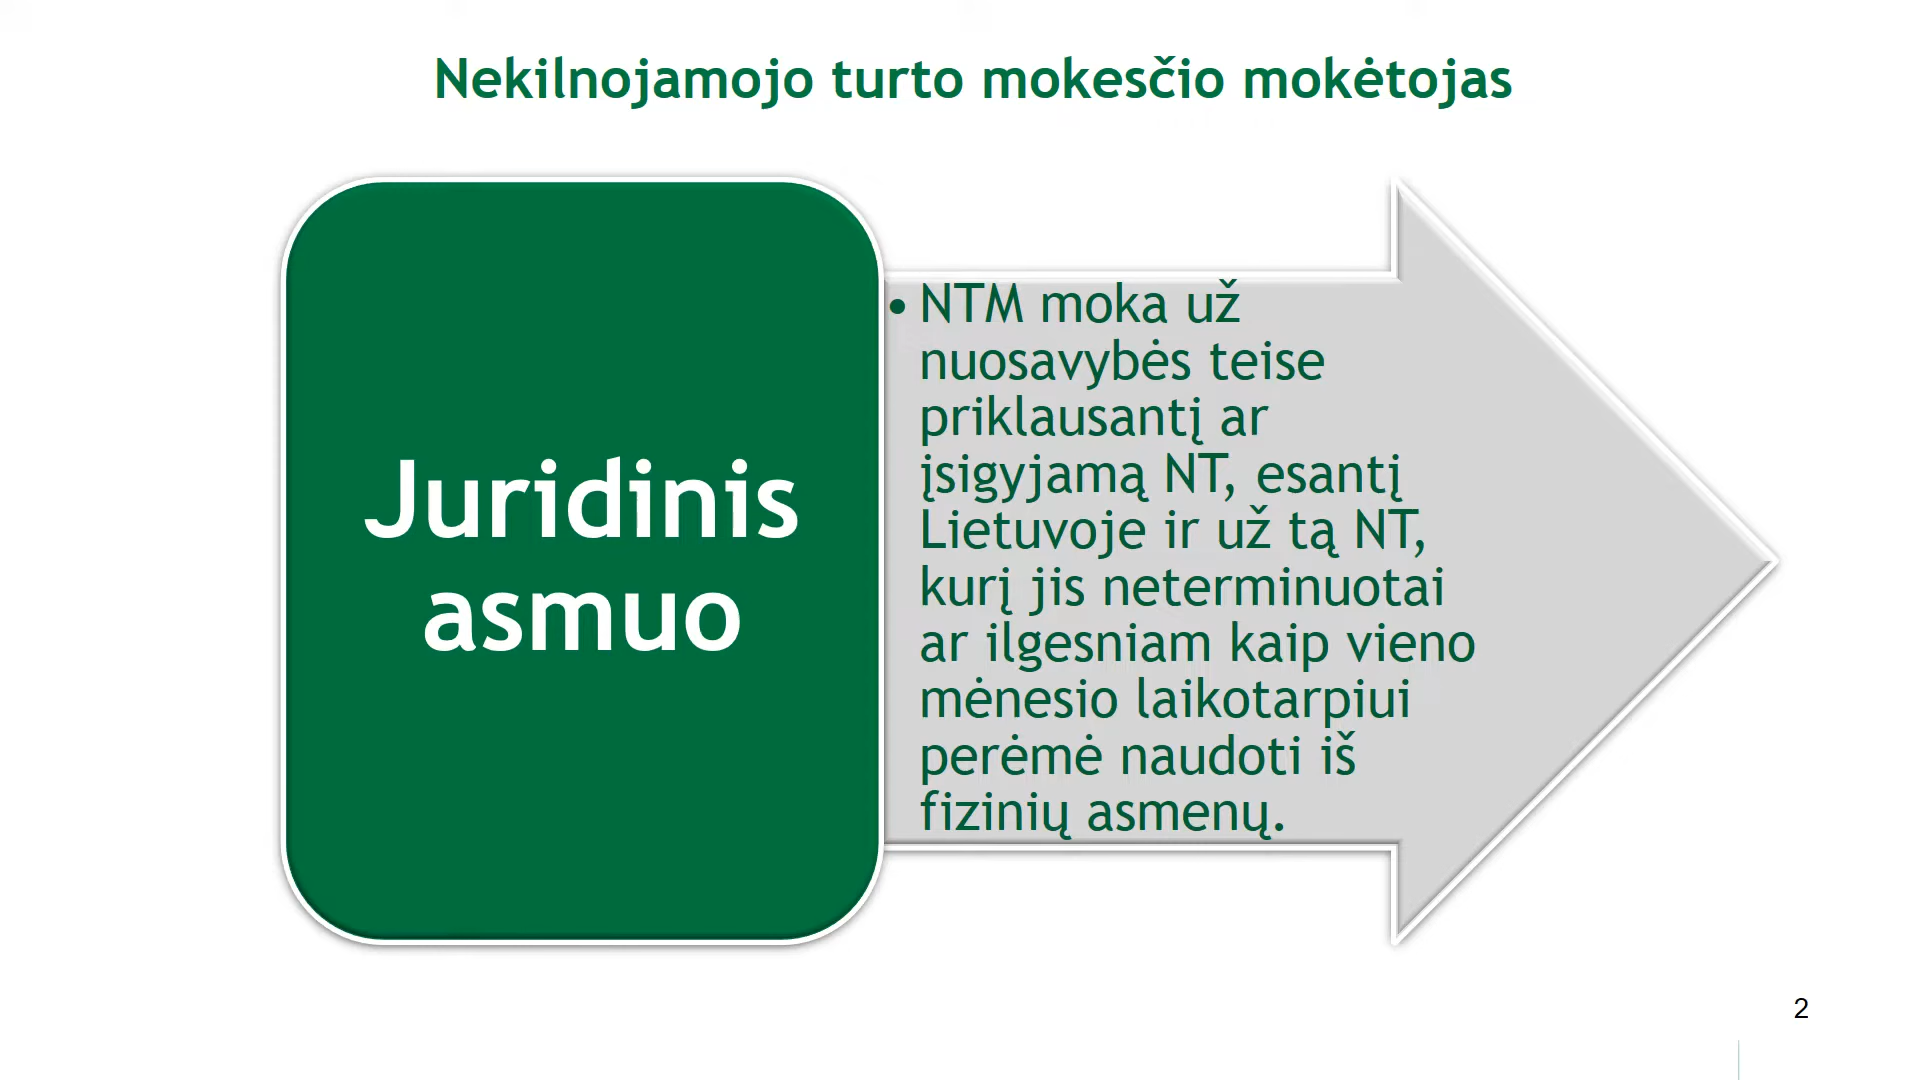 Nekilnojamojo turto mokesčio mokėtojas
Juridinis
asmuo
• NTM moka už
nuosavybės teise
priklausantį ar
įsigyjamą NT, esantį
Lietuvoje ir už tą NT,
kurį jis neterminuotai
ar ilgesniam kaip vieno
mėnesio laikotarpiui
perėmė naudoti iš
fizinių asmenų.
2